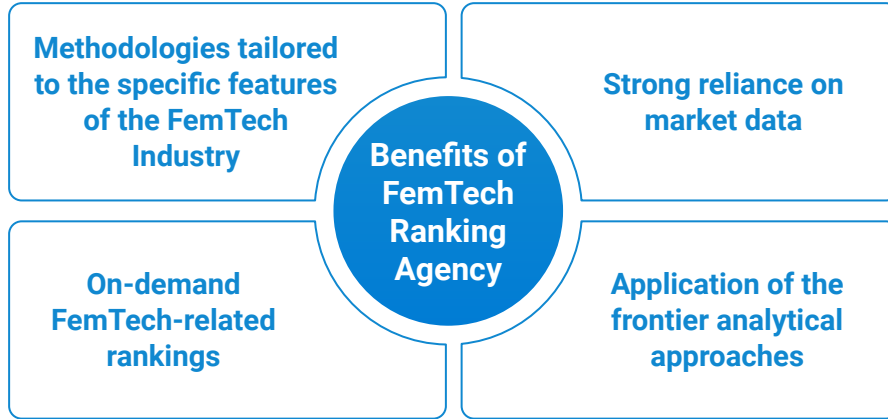 Methodologies tailored
to the specific features
of the FemTech
Industry
Strong reliance on
market data
Benefits of
FemTech
Ranking
Agency
On-demand
FemTech-related
rankings
Application of the
frontier analytical
approaches